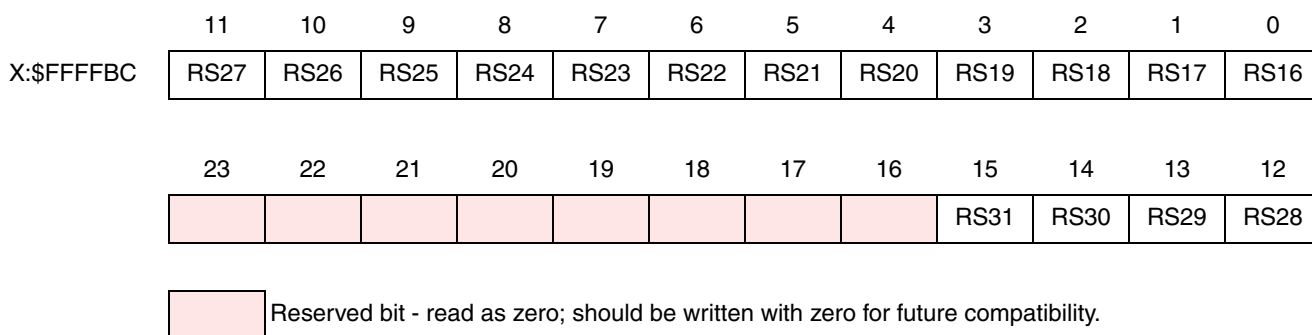 11 10 9 8 7 6 5 4 3 2 1 0
X:$FFFFBC RS27 RS26 RS25 RS24 RS23 RS22 RS21 RS20 RS19 RS18 RS17 RS16
23 22 21 20 19 18 17 16 15 14 13 12
RS31 RS30 RS29 RS28
Reserved bit - read as zero; should be written with zero for future compatibility.